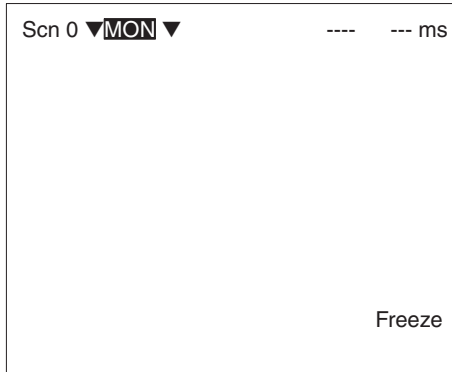 Scn 0 ▼MON ▼ ---- --- ms
Freeze